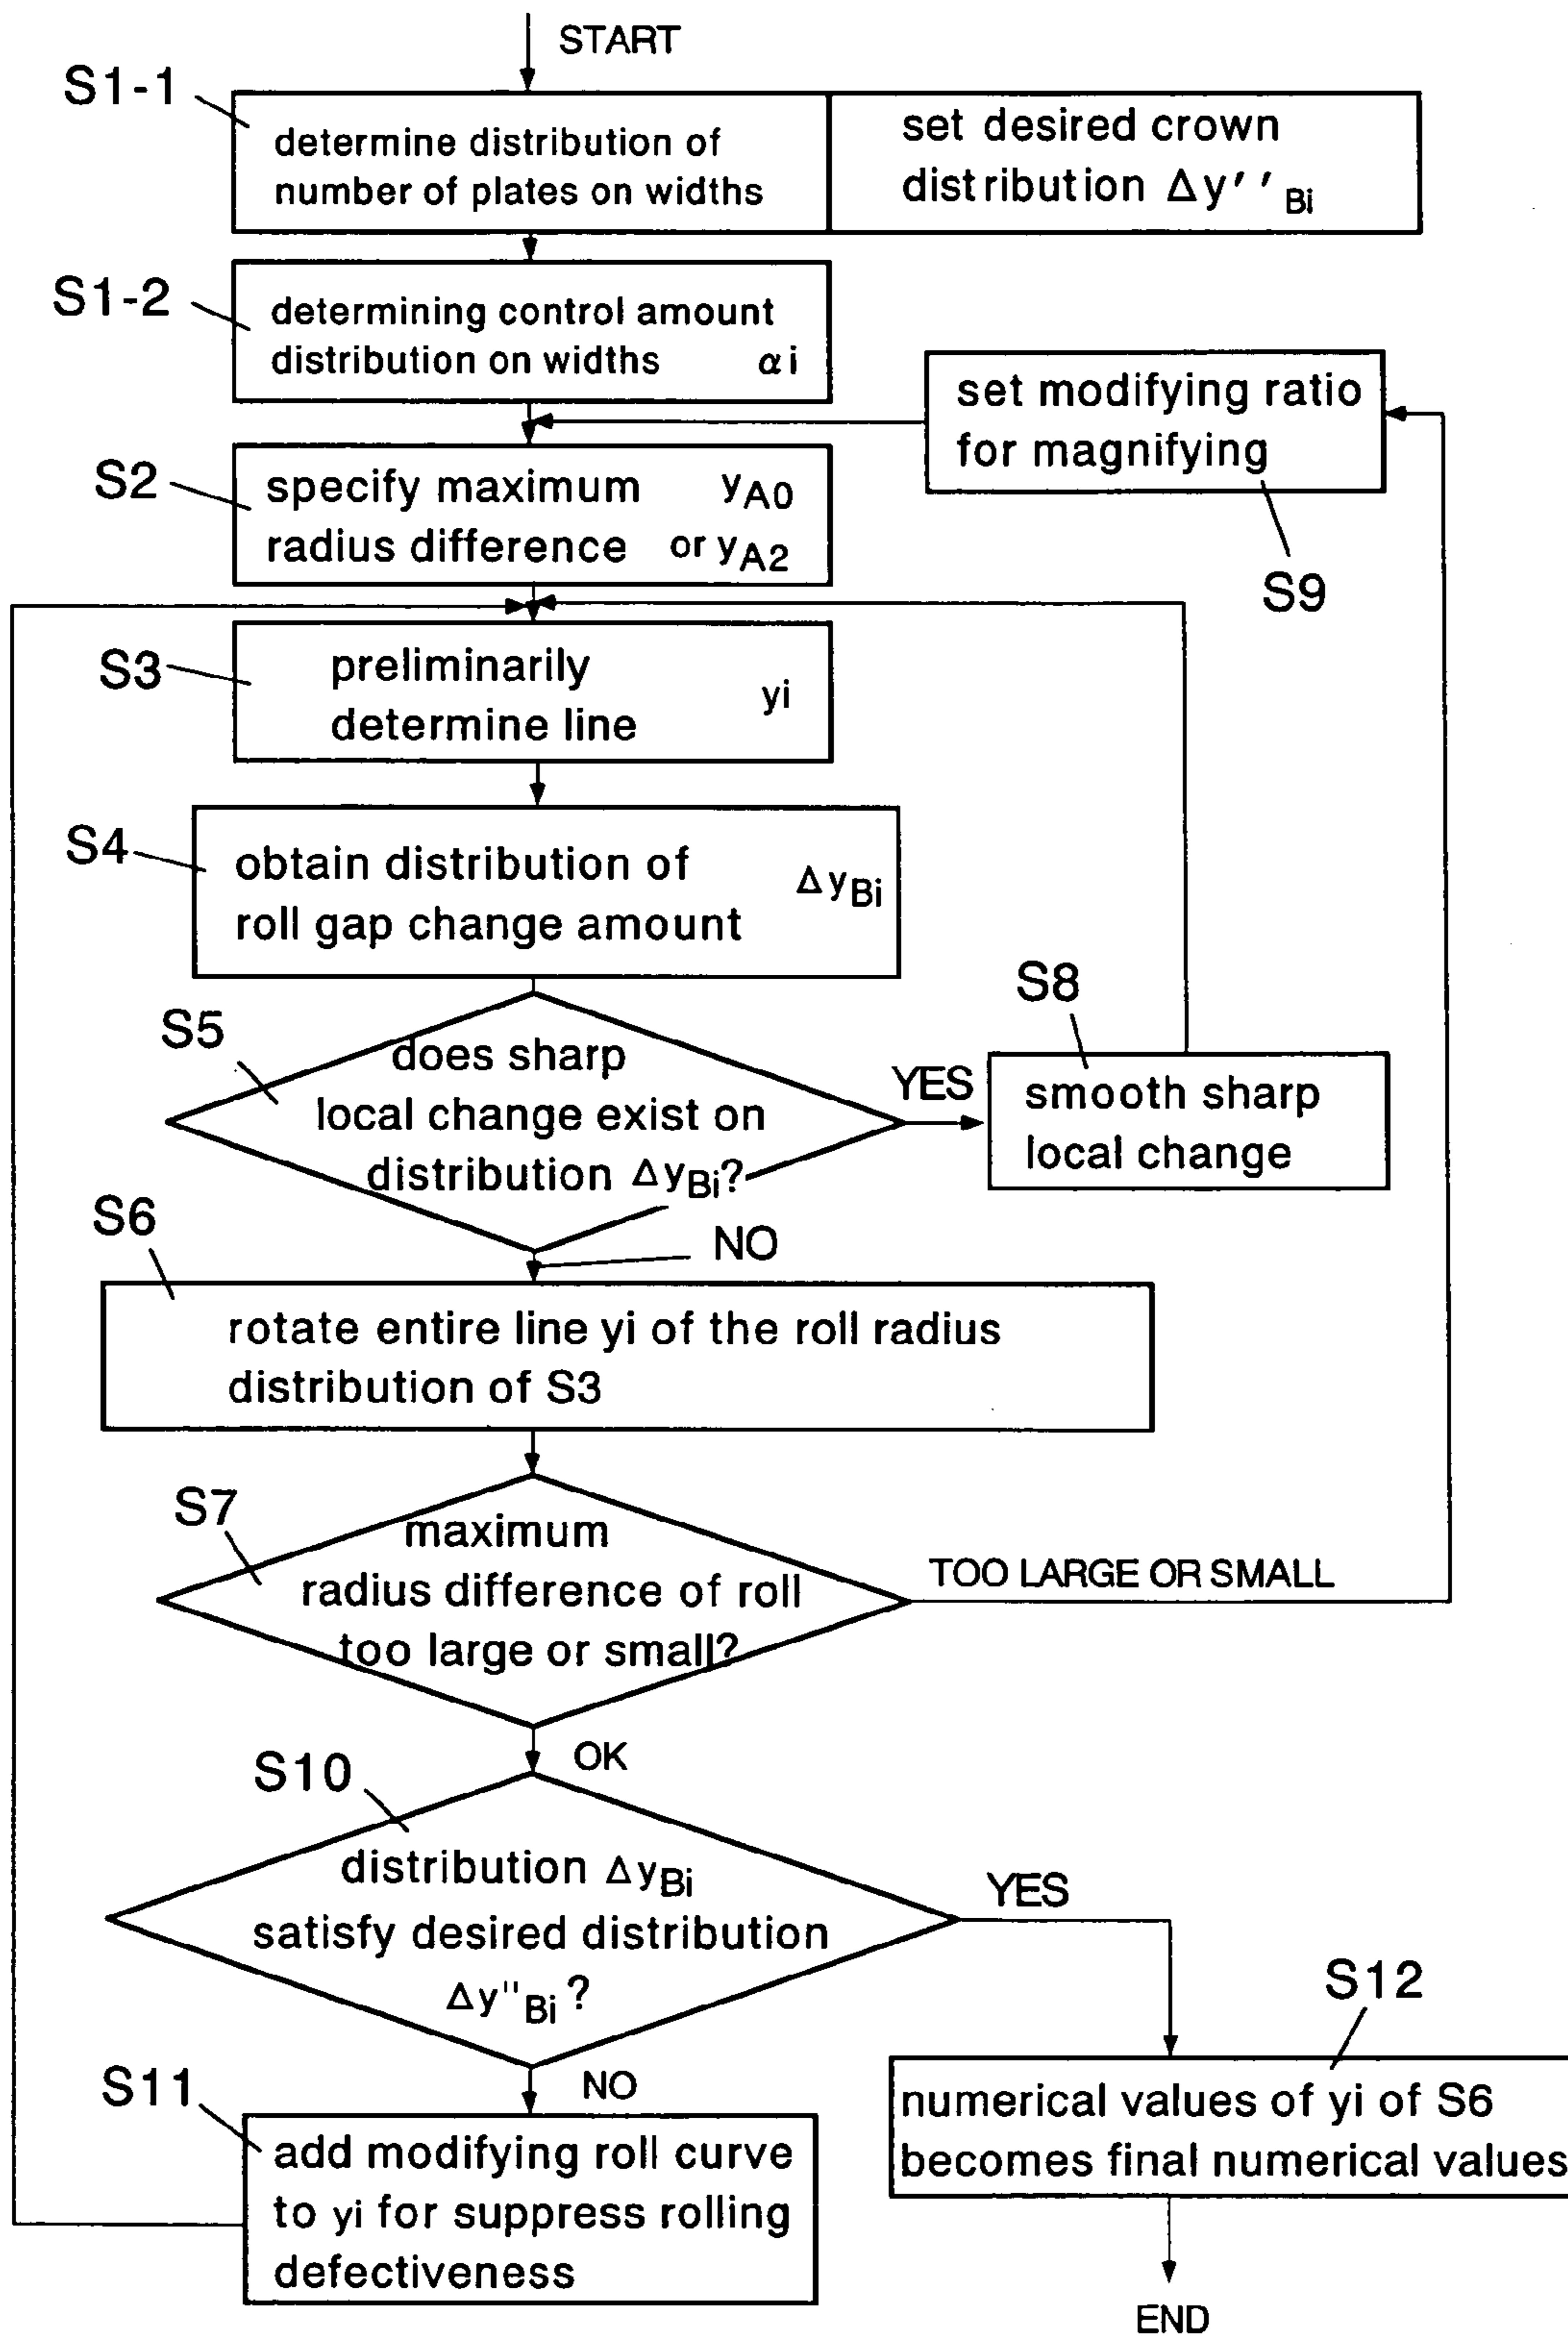 START
S1-1
determine distribution of
number of plates on widths
set desired crown
distribution Δy′′Bi
S1-2
determining control amount
distribution on widths αi
set modifying ratio
for magnifying
S9
S2
specify maximum yA0
radius difference or yA2
S3
preliminarily
determine line yi
S4
obtain distribution of
roll gap change amount ΔyBi
S5
does sharp
local change exist on
distribution ΔyBi?
YES
S8
smooth sharp
local change
NO
S6
rotate entire line yi of the roll radius
distribution of S3
S7
maximum
radius difference of roll
too large or small?
TOO LARGE OR SMALL
OK
S10
distribution ΔyBi
satisfy desired distribution
Δy"Bi ?
YES
NO
S11
add modifying roll curve
to yi for suppress rolling
defectiveness
S12
numerical values of yi of S6
becomes final numerical values
END